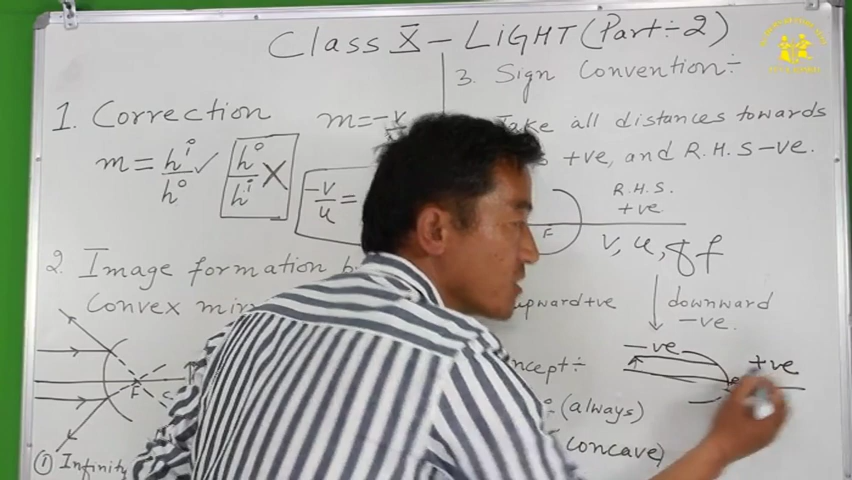 Class X - LIGHT (Part ÷ 2)
1. Correction
m = hⁱ/hᵒ ✓ hᵒ/hⁱ X
m = -v/
-v/u =
2. Image formation b
Convex mir
F
C
① Infinity
3. Sign Convention ÷
Take all distances towards
+ve, and R.H.S -ve.
R.H.S.
+ve
F
v, u, g f
upward +ve
downward
-ve.
ncept ÷
-ve
+ve
(always)
concave)